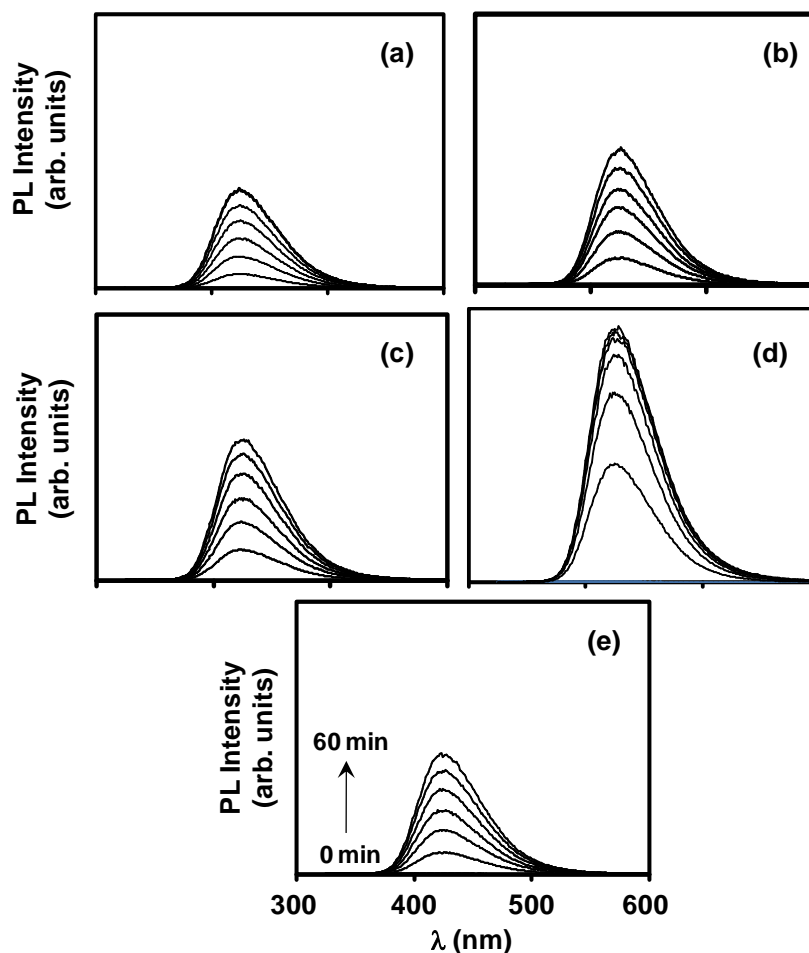 (a)
(b)
PL Intensity
(arb. units)
(c)
(d)
PL Intensity
(arb. units)
(e)
PL Intensity
(arb. units)
60 min
0 min
300 400 500 600
λ (nm)